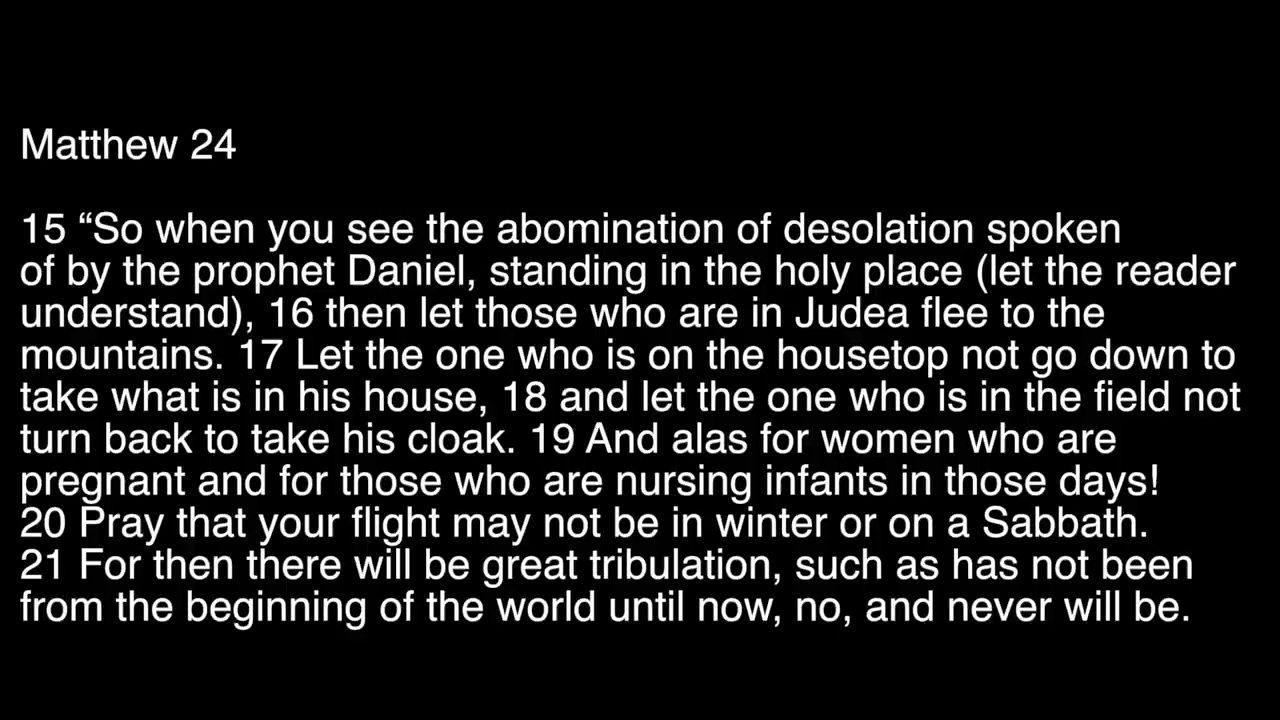 Matthew 24
15 “So when you see the abomination of desolation spoken
of by the prophet Daniel, standing in the holy place (let the reader
understand), 16 then let those who are in Judea flee to the
mountains. 17 Let the one who is on the housetop not go down to
take what is in his house, 18 and let the one who is in the field not
turn back to take his cloak. 19 And alas for women who are
pregnant and for those who are nursing infants in those days!
20 Pray that your flight may not be in winter or on a Sabbath.
21 For then there will be great tribulation, such as has not been
from the beginning of the world until now, no, and never will be.